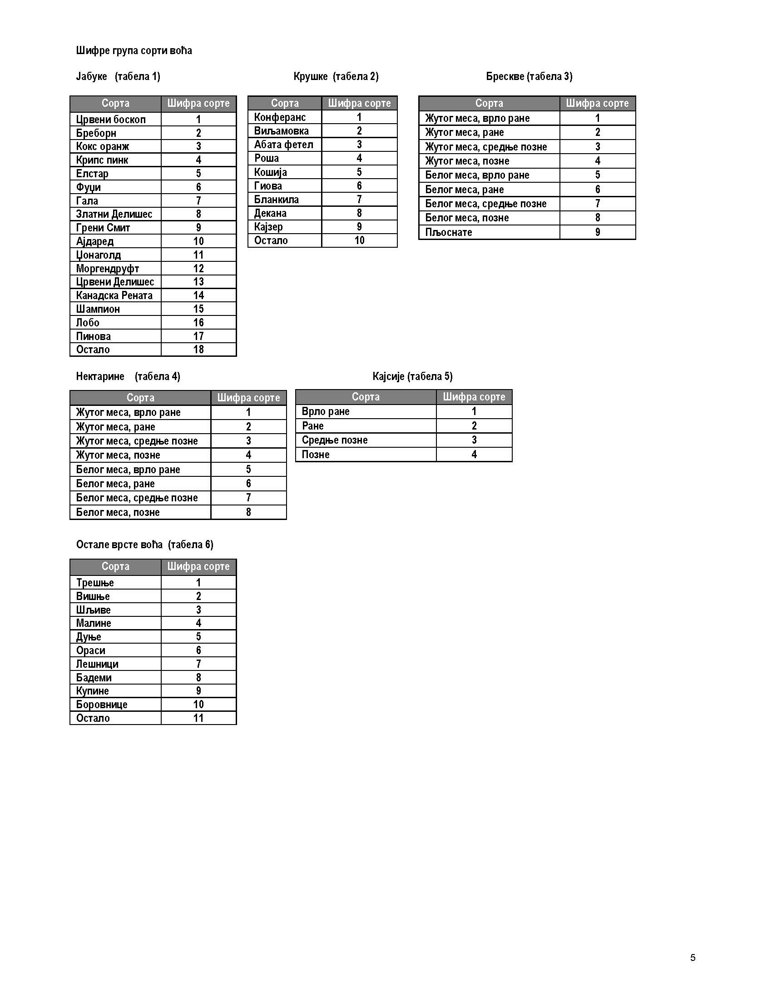 Шифре група сорти воћа
Јабуке (табела 1)
Сорта Шифра сорте
Црвени боскоп 1
Бреборн 2
Кокс оранж 3
Крипс пинк 4
Елстар 5
Фуџи 6
Гала 7
Златни Делишес 8
Грени Смит 9
Ајдаред 10
Џонаголд 11
Моргендруфт 12
Црвени Делишес 13
Канадска Рената 14
Шампион 15
Лобо 16
Пинова 17
Остало 18
Крушке (табела 2)
Сорта Шифра сорте
Конферанс 1
Виљамовка 2
Абата фетел 3
Роша 4
Кошија 5
Гиова 6
Бланкила 7
Декана 8
Кајзер 9
Остало 10
Брескве (табела 3)
Сорта Шифра сорте
Жутог меса, врло ране 1
Жутог меса, ране 2
Жутог меса, средње позне 3
Жутог меса, позне 4
Белог меса, врло ране 5
Белог меса, ране 6
Белог меса, средње позне 7
Белог меса, позне 8
Пљоснате 9
Нектарине (табела 4)
Сорта Шифра сорте
Жутог меса, врло ране 1
Жутог меса, ране 2
Жутог меса, средње позне 3
Жутог меса, позне 4
Белог меса, врло ране 5
Белог меса, ране 6
Белог меса, средње позне 7
Белог меса, позне 8
Кајсије (табела 5)
Сорта Шифра сорте
Врло ране 1
Ране 2
Средње позне 3
Позне 4
Остале врсте воћа (табела 6)
Сорта Шифра сорте
Трешње 1
Вишње 2
Шљиве 3
Малине 4
Дуње 5
Ораси 6
Лешници 7
Бадеми 8
Купине 9
Боровнице 10
Остало 11
5